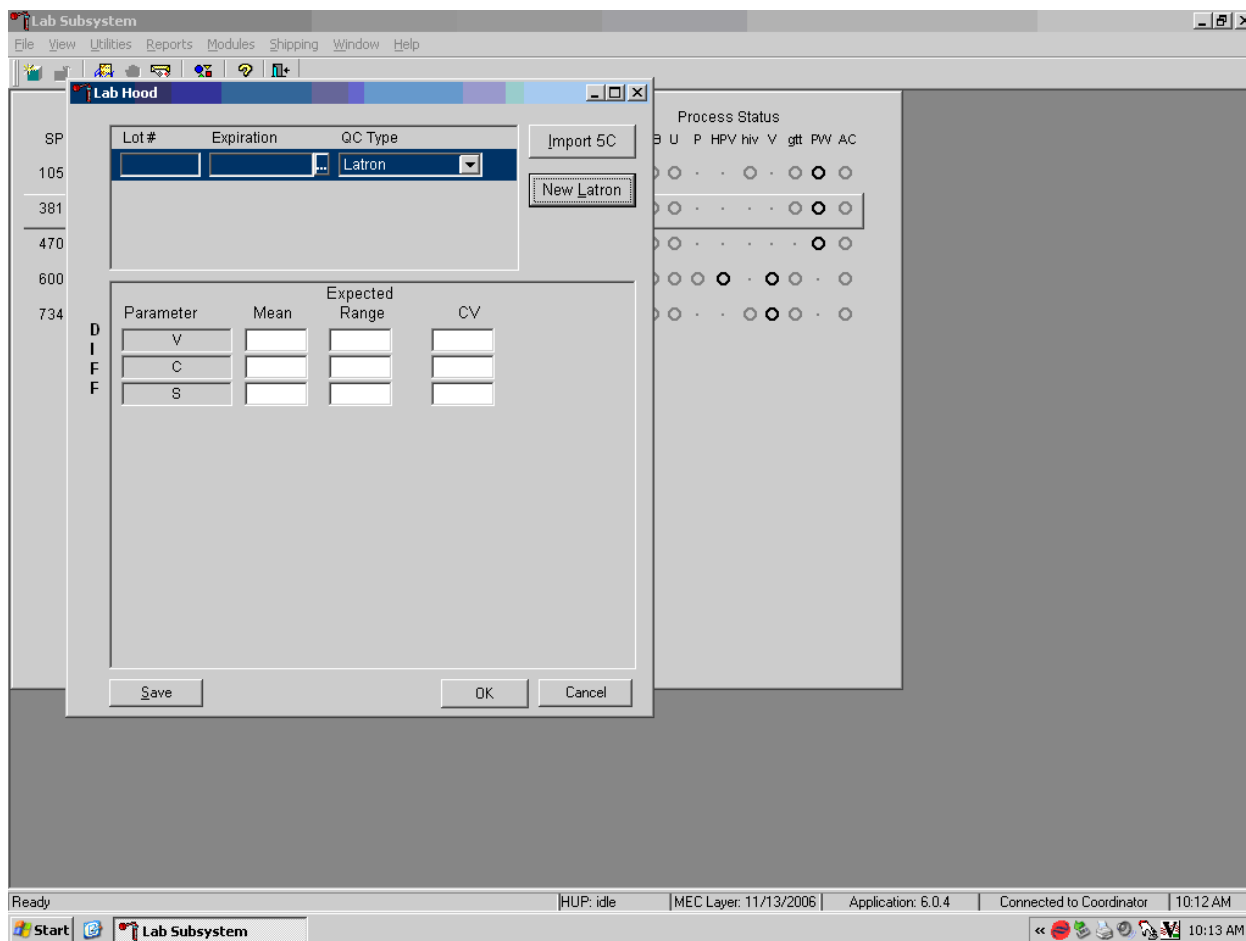 Lab Subsystem
File View Utilities Reports Modules Shipping Window Help
Lab Hood
Lot # Expiration QC Type
... Latron
Import 5C
New Latron
Expected
Parameter Mean Range CV
DIFF
V
C
S
Save OK Cancel
Process Status
SP B U P HPV hiv V gtt PW AC
105
381
470
600
734
Ready HUP: idle MEC Layer: 11/13/2006 Application: 6.0.4 Connected to Coordinator 10:12 AM
Start Lab Subsystem « 10:13 AM